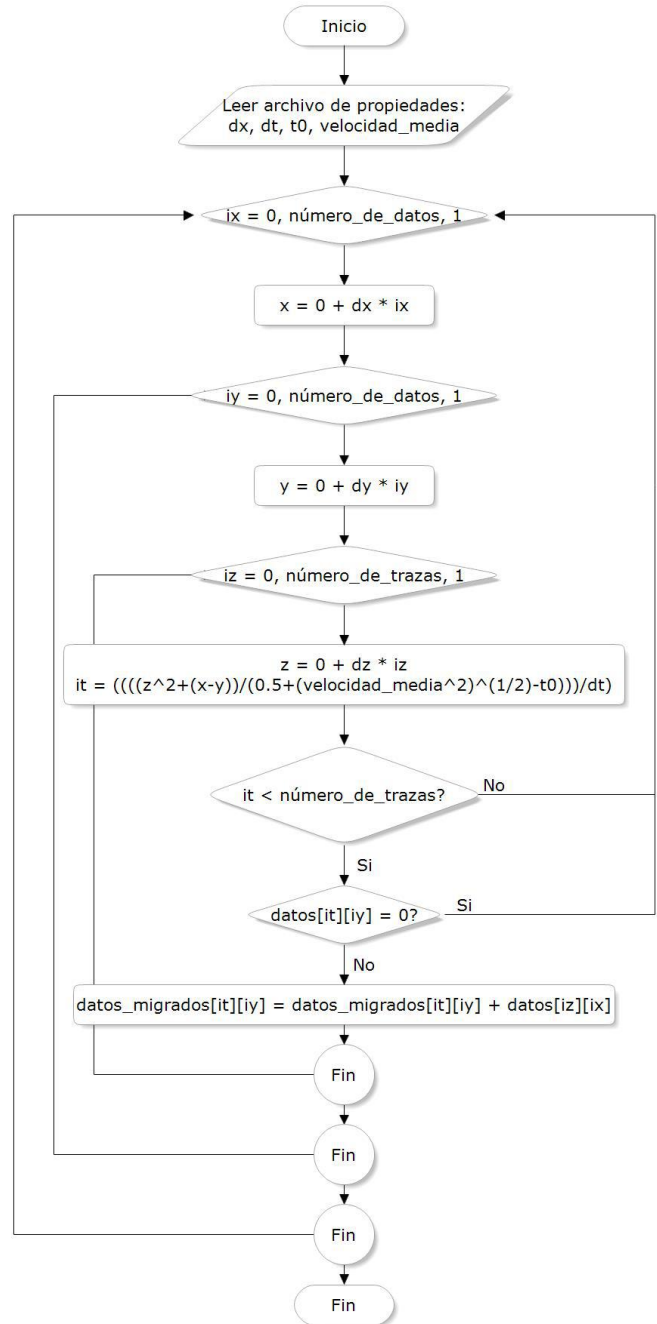 Inicio
Leer archivo de propiedades:
dx, dt, t0, velocidad_media
ix = 0, número_de_datos, 1
x = 0 + dx * ix
iy = 0, número_de_datos, 1
y = 0 + dy * iy
iz = 0, número_de_trazas, 1
z = 0 + dz * iz
it = ((((z^2+(x-y))/(0.5+(velocidad_media^2)^(1/2)-t0)))/dt)
it < número_de_trazas?
No
Si
datos[it][iy] = 0?
Si
No
datos_migrados[it][iy] = datos_migrados[it][iy] + datos[iz][ix]
Fin
Fin
Fin
Fin